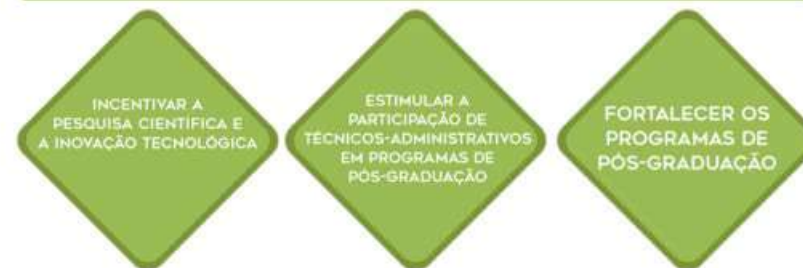 INCENTIVAR A
PESQUISA CIENTÍFICA E
A INOVAÇÃO TECNOLÓGICA
ESTIMULAR A
PARTICIPAÇÃO DE
TÉCNICOS-ADMINISTRATIVOS
EM PROGRAMAS DE
PÓS-GRADUAÇÃO
FORTALECER OS
PROGRAMAS DE
PÓS-GRADUAÇÃO